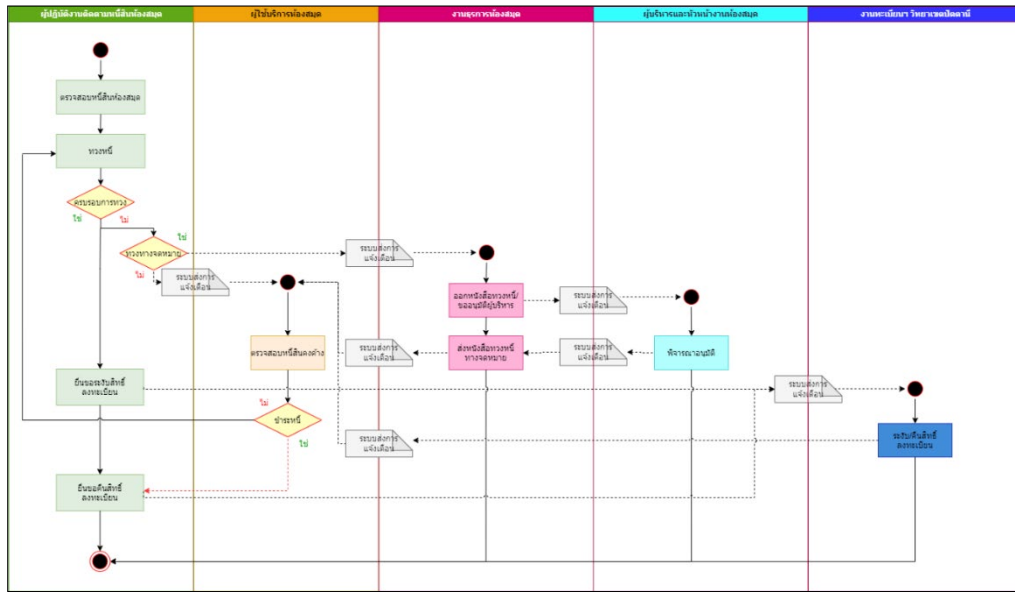 ผู้ปฏิบัติงานติดตามหนี้สินห้องสมุด
ผู้ใช้บริการห้องสมุด
งานธุรการห้องสมุด
ผู้บริหารและหัวหน้างานห้องสมุด
งานทะเบียนฯ วิทยาเขตปัตตานี
ตรวจสอบหนี้สินห้องสมุด
ทวงหนี้
ครบรอบการทวง
ใช่
ไม่
ทวงทางจดหมาย
ใช่
ไม่
ระบบส่งการ
แจ้งเตือน
ระบบส่งการ
แจ้งเตือน
ออกหนังสือทวงหนี้/
ขออนุมัติผู้บริหาร
ระบบส่งการ
แจ้งเตือน
ตรวจสอบหนี้สินคงค้าง
ระบบส่งการ
แจ้งเตือน
ส่งหนังสือทวงหนี้
ทางจดหมาย
ระบบส่งการ
แจ้งเตือน
พิจารณาอนุมัติ
ยื่นขอระงับสิทธิ์
ลงทะเบียน
ระบบส่งการ
แจ้งเตือน
ไม่
ชำระหนี้
ใช่
ระบบส่งการ
แจ้งเตือน
ระงับ/คืนสิทธิ์
ลงทะเบียน
ยื่นขอคืนสิทธิ์
ลงทะเบียน